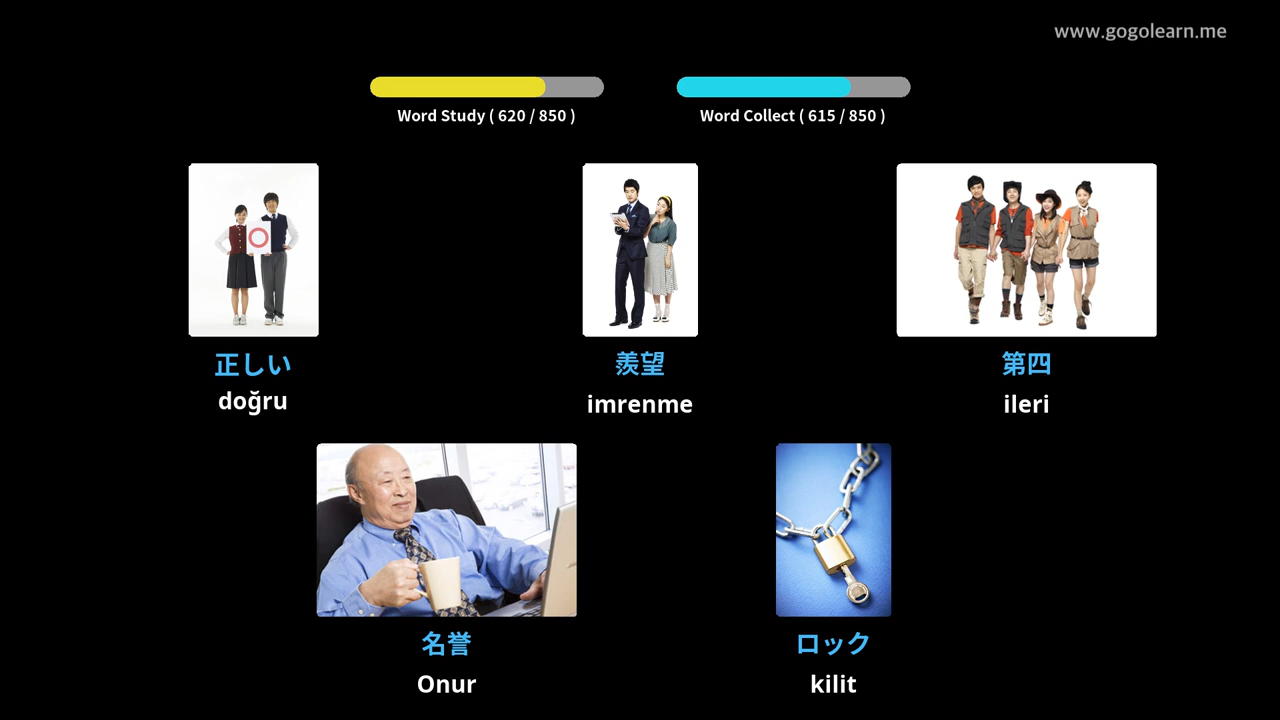 www.gogolearn.me
Word Study ( 620 / 850 )
Word Collect ( 615 / 850 )
正しい
doğru
羨望
imrenme
第四
ileri
名誉
Onur
ロック
kilit